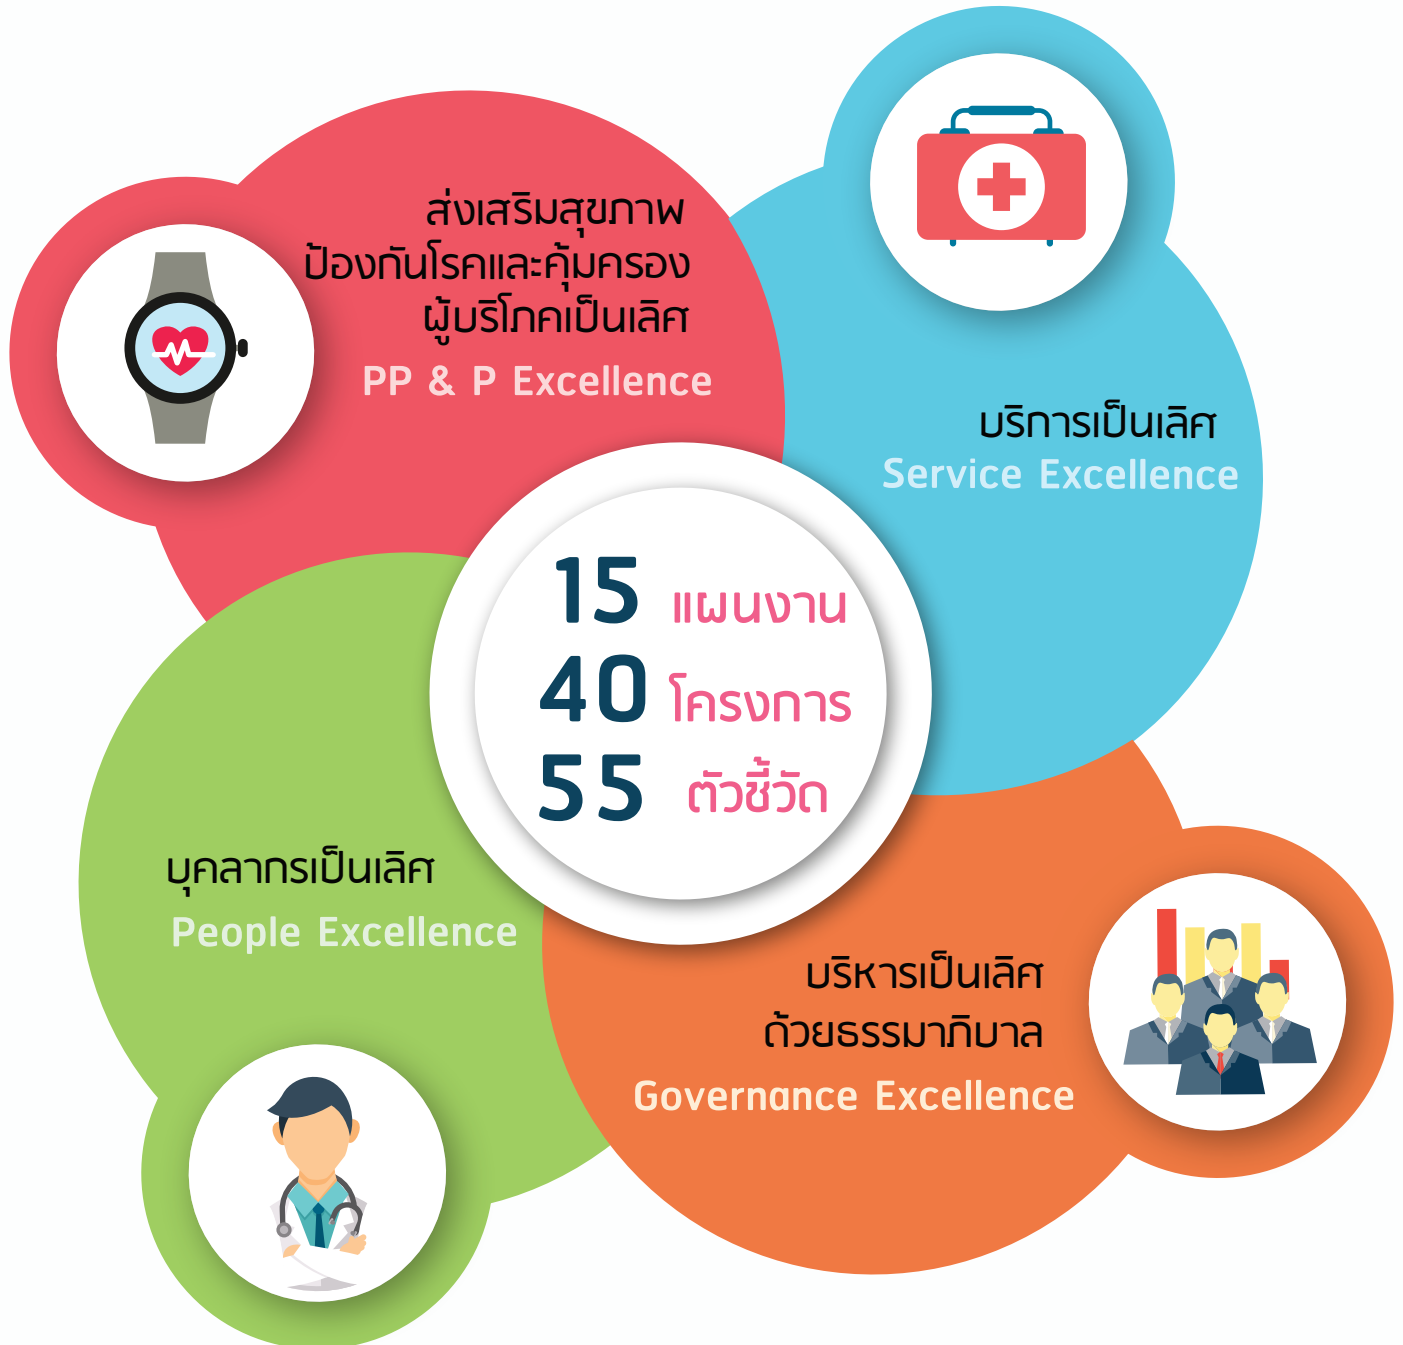 ส่งเสริมสุขภาพ
ป้องกันโรคและคุ้มครอง
ผู้บริโภคเป็นเลิศ
PP & P Excellence
บริการเป็นเลิศ
Service Excellence
15 แผนงาน
40 โครงการ
55 ตัวชี้วัด
บุคลากรเป็นเลิศ
People Excellence
บริหารเป็นเลิศ
ด้วยธรรมาภิบาล
Governance Excellence